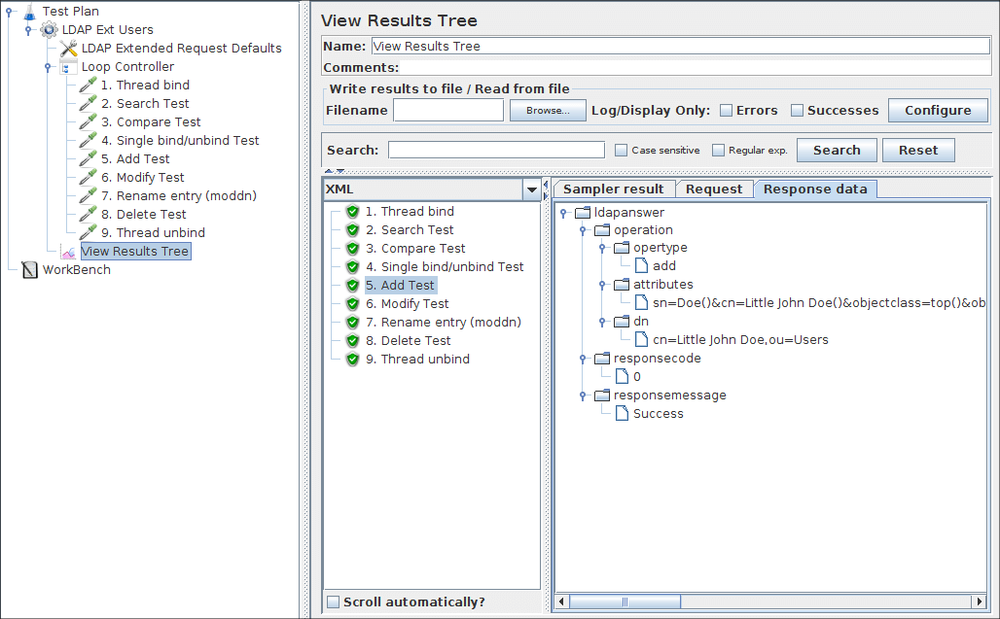 Test Plan
LDAP Ext Users
LDAP Extended Request Defaults
Loop Controller
1. Thread bind
2. Search Test
3. Compare Test
4. Single bind/unbind Test
5. Add Test
6. Modify Test
7. Rename entry (moddn)
8. Delete Test
9. Thread unbind
View Results Tree
WorkBench
View Results Tree
Name: View Results Tree
Comments:
Write results to file / Read from file
Filename Browse... Log/Display Only: Errors Successes Configure
Search: Case sensitive Regular exp. Search Reset
XML
1. Thread bind
2. Search Test
3. Compare Test
4. Single bind/unbind Test
5. Add Test
6. Modify Test
7. Rename entry (moddn)
8. Delete Test
9. Thread unbind
Scroll automatically?
Sampler result Request Response data
ldapanswer
operation
opertype
add
attributes
sn=Doe()&cn=Little John Doe()&objectclass=top()&ob
dn
cn=Little John Doe,ou=Users
responsecode
0
responsemessage
Success